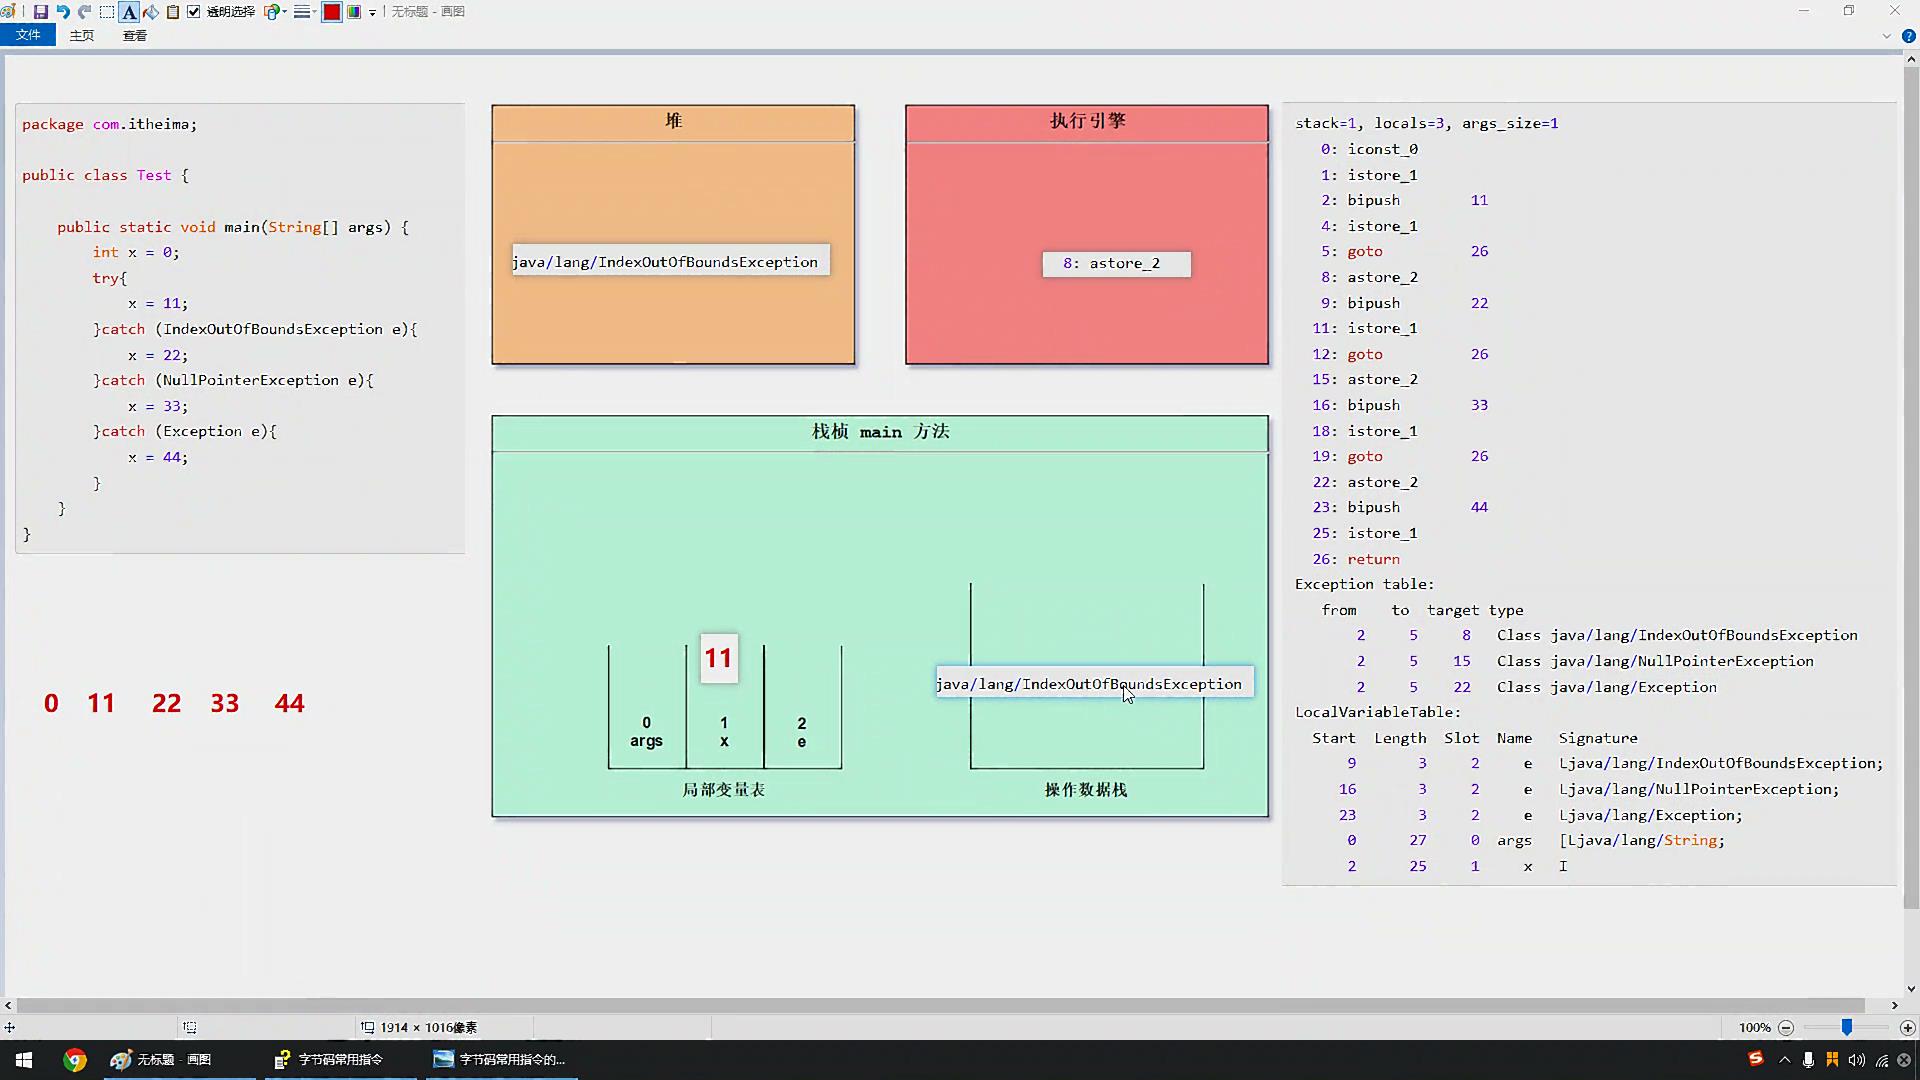 透明选择
无标题 - 画图
文件
主页
查看
package com.itheima;
public class Test {
public static void main(String[] args) {
int x = 0;
try{
x = 11;
}catch (IndexOutOfBoundsException e){
x = 22;
}catch (NullPointerException e){
x = 33;
}catch (Exception e){
x = 44;
}
}
}
0 11 22 33 44
堆
java/lang/IndexOutOfBoundsException
执行引擎
8: astore_2
栈桢 main 方法
11
0 1 2
args x e
局部变量表
java/lang/IndexOutOfBoundsException
操作数据栈
stack=1, locals=3, args_size=1
0: iconst_0
1: istore_1
2: bipush 11
4: istore_1
5: goto 26
8: astore_2
9: bipush 22
11: istore_1
12: goto 26
15: astore_2
16: bipush 33
18: istore_1
19: goto 26
22: astore_2
23: bipush 44
25: istore_1
26: return
Exception table:
from to target type
2 5 8 Class java/lang/IndexOutOfBoundsException
2 5 15 Class java/lang/NullPointerException
2 5 22 Class java/lang/Exception
LocalVariableTable:
Start Length Slot Name Signature
9 3 2 e Ljava/lang/IndexOutOfBoundsException;
16 3 2 e Ljava/lang/NullPointerException;
23 3 2 e Ljava/lang/Exception;
0 27 0 args [Ljava/lang/String;
2 25 1 x I
1914 × 1016像素
100%
无标题 - 画图
字节码常用指令
字节码常用指令的...